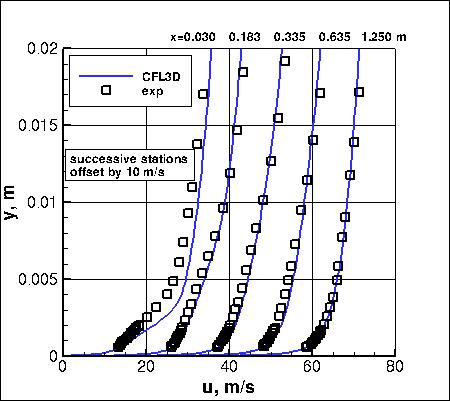 x=0.030 0.183 0.335 0.635 1.250 m
0.02
CFL3D
exp
0.015
successive stations
offset by 10 m/s
0.01
y, m
0.005
0
0 20 40 60 80
u, m/s